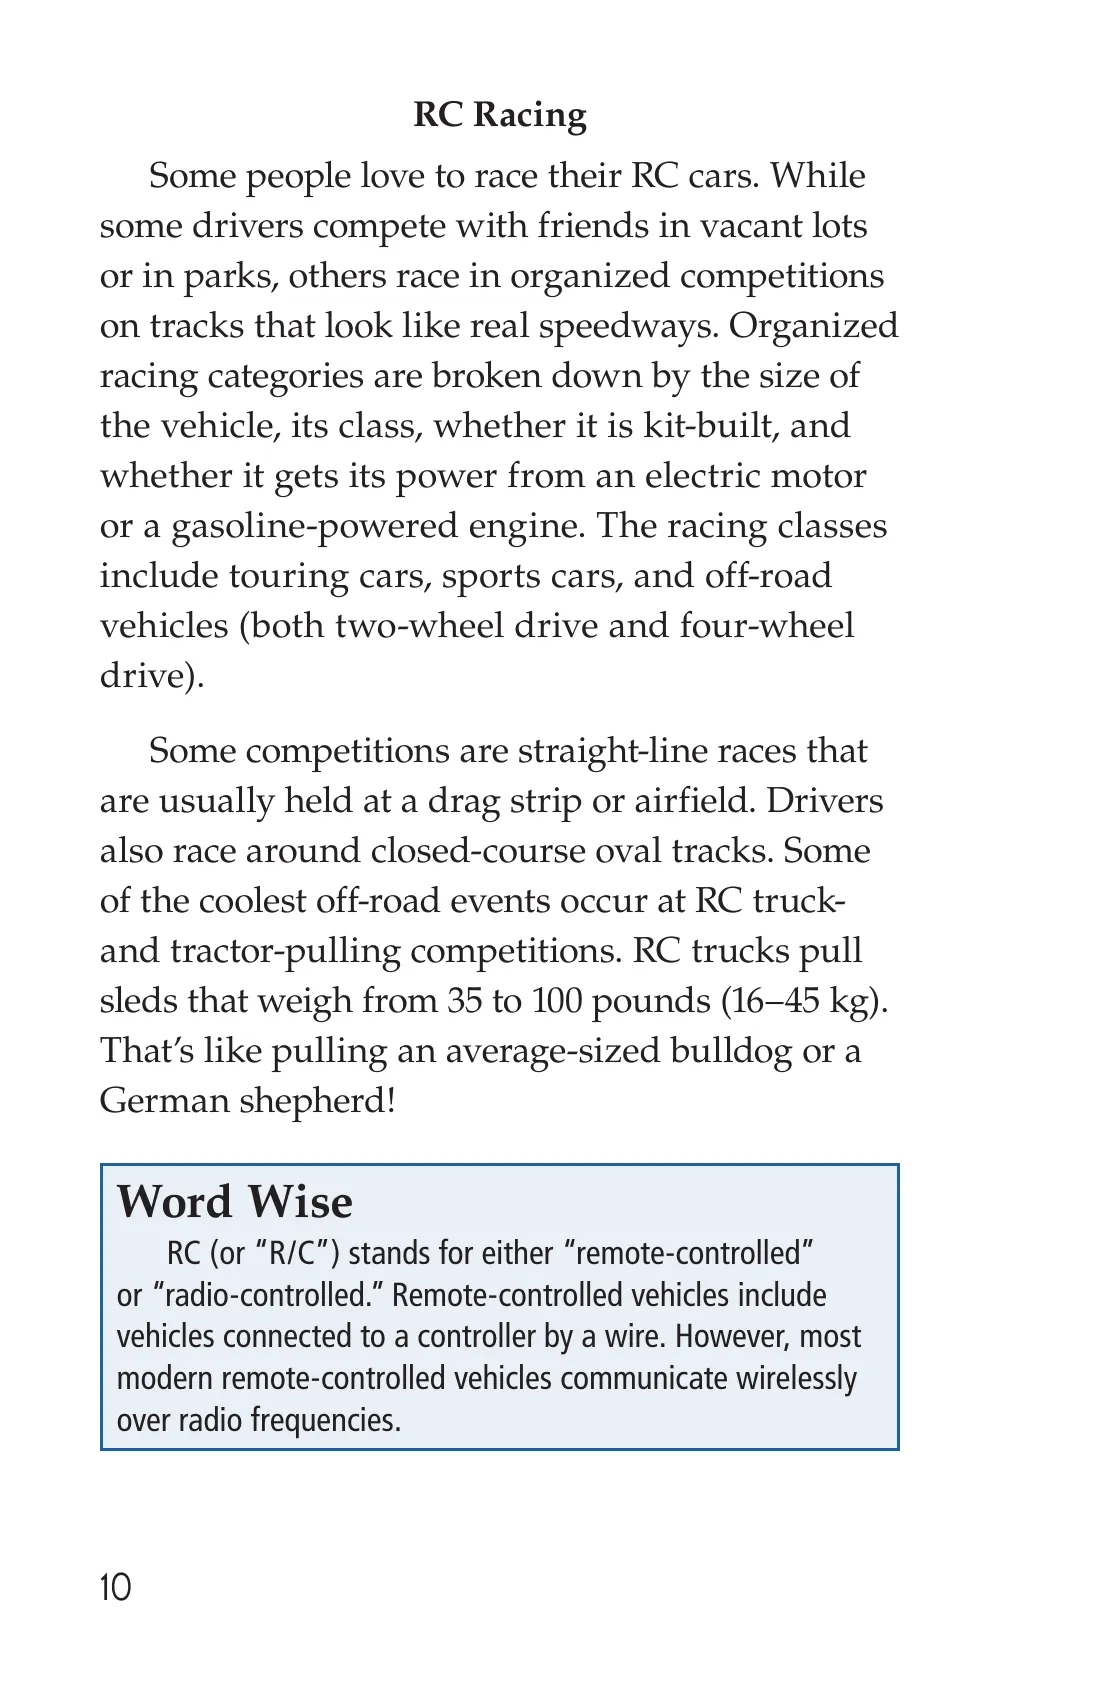 RC Racing
Some people love to race their RC cars. While
some drivers compete with friends in vacant lots
or in parks, others race in organized competitions
on tracks that look like real speedways. Organized
racing categories are broken down by the size of
the vehicle, its class, whether it is kit-built, and
whether it gets its power from an electric motor
or a gasoline-powered engine. The racing classes
include touring cars, sports cars, and off-road
vehicles (both two-wheel drive and four-wheel
drive).
Some competitions are straight-line races that
are usually held at a drag strip or airfield. Drivers
also race around closed-course oval tracks. Some
of the coolest off-road events occur at RC truck-
and tractor-pulling competitions. RC trucks pull
sleds that weigh from 35 to 100 pounds (16–45 kg).
That’s like pulling an average-sized bulldog or a
German shepherd!
Word Wise
RC (or “R/C”) stands for either “remote-controlled”
or “radio-controlled.” Remote-controlled vehicles include
vehicles connected to a controller by a wire. However, most
modern remote-controlled vehicles communicate wirelessly
over radio frequencies.
10